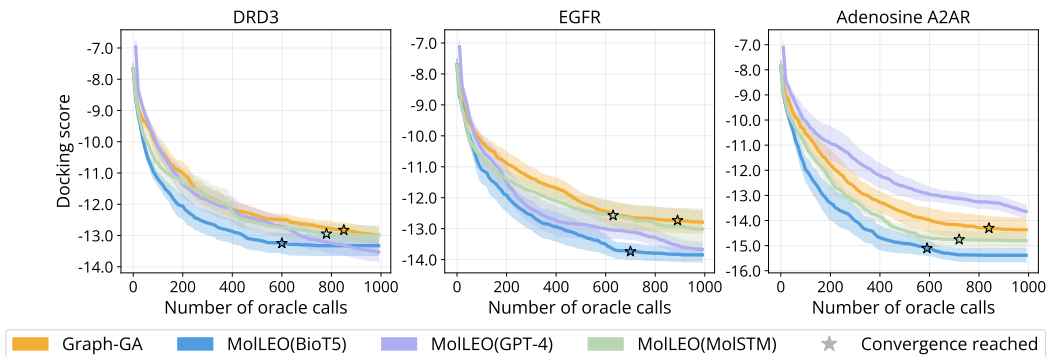 DRD3
EGFR
Adenosine A2AR
Docking score
-7.0
-8.0
-9.0
-10.0
-11.0
-12.0
-13.0
-14.0
0 200 400 600 800 1000
Number of oracle calls
-8.0
-9.0
-10.0
-11.0
-12.0
-13.0
-14.0
-7.0
0 200 400 600 800 1000
Number of oracle calls
-7.0
-8.0
-9.0
-10.0
-11.0
-12.0
-13.0
-14.0
-15.0
-16.0
0 200 400 600 800 1000
Number of oracle calls
Graph-GA MolLEO(BioT5) MolLEO(GPT-4) MolLEO(MolSTM) Convergence reached